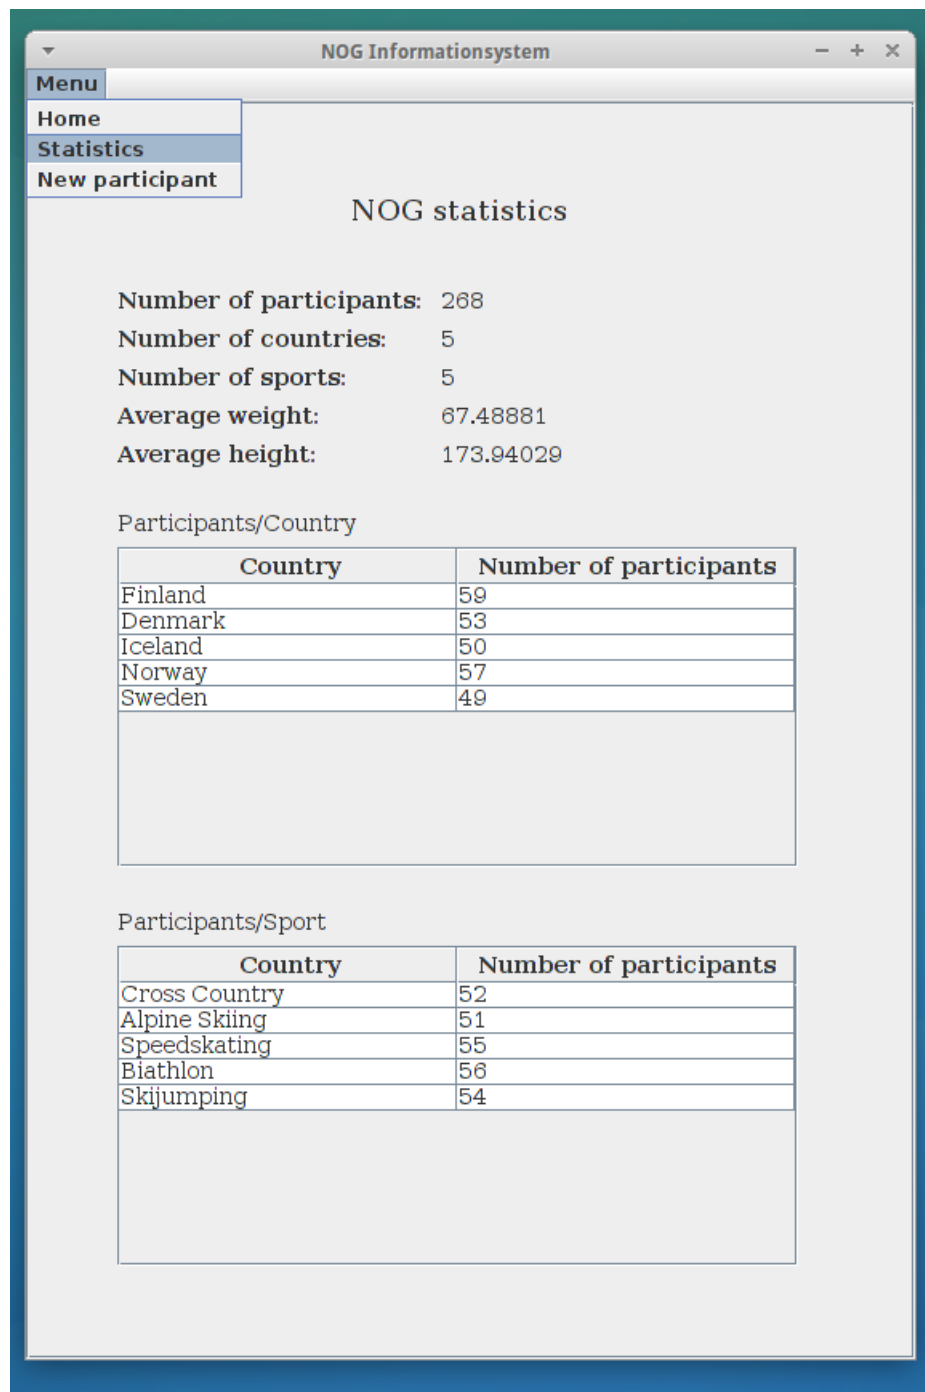 NOG Informationsystem
Menu
Home
Statistics
New participant
NOG statistics
Number of participants: 268
Number of countries: 5
Number of sports: 5
Average weight: 67.48881
Average height: 173.94029
Participants/Country
Country Number of participants
Finland 59
Denmark 53
Iceland 50
Norway 57
Sweden 49
Participants/Sport
Country Number of participants
Cross Country 52
Alpine Skiing 51
Speedskating 55
Biathlon 56
Skijumping 54